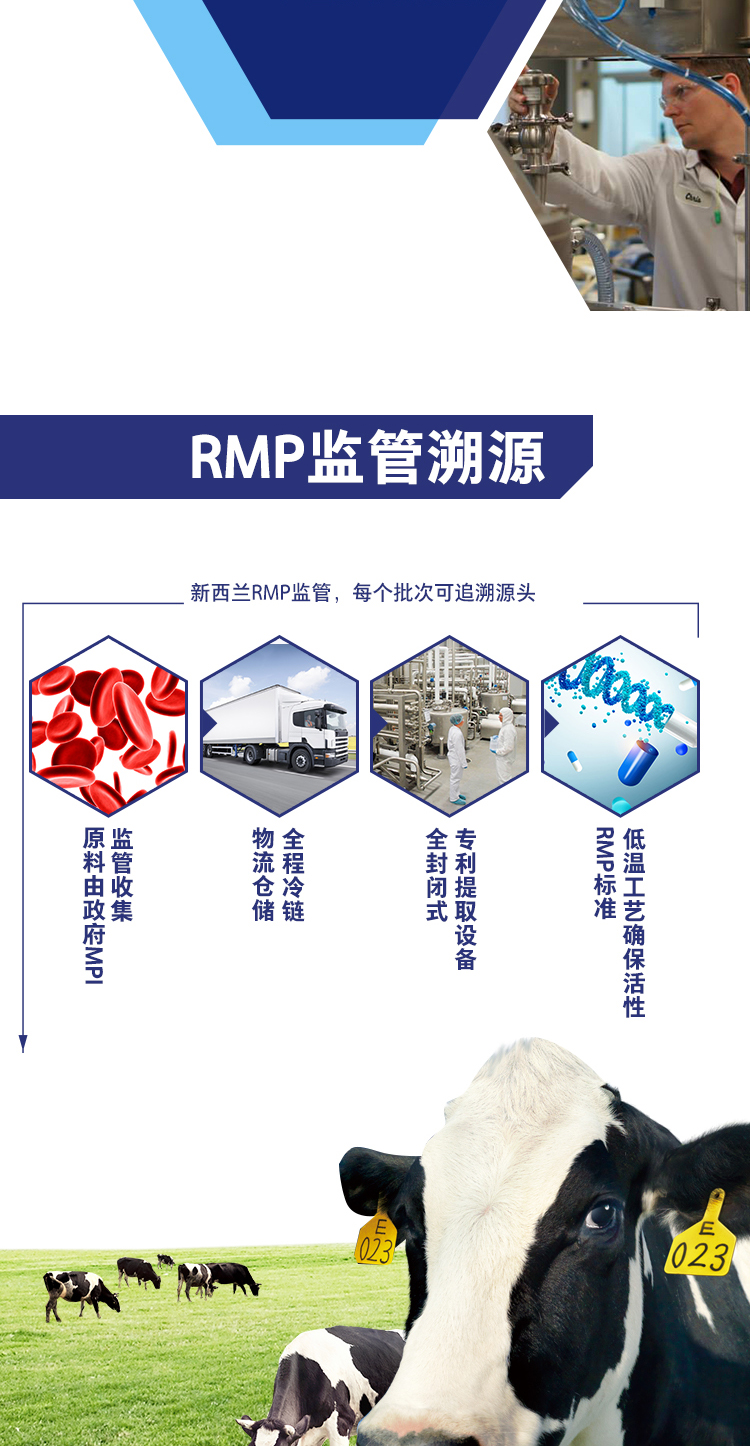 Chris
RMP监管溯源
新西兰RMP监管，每个批次可追溯源头
原料由政府MPI
监管收集
物流仓储
全程冷链
全封闭式
专利提取设备
RMP标准
低温工艺确保活性
E
023
E
023